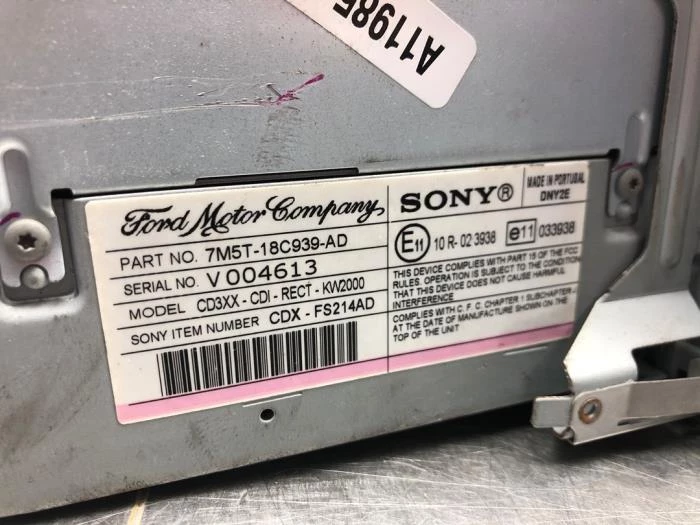 A11985
Ford Motor Company
PART NO. 7M5T-18C939-AD
SERIAL NO. V004613
MODEL CD3XX - CDI - RECT - KW2000
SONY ITEM NUMBER CDX - FS214AD
SONY®
MADE IN PORTUGAL
DNY2E
E11 10 R- 02 3938 e11 033938
THIS DEVICE COMPLIES WITH PART 15 OF THE FCC
RULES. OPERATION IS SUBJECT TO THE CONDITION
THAT THIS DEVICE DOES NOT CAUSE HARMFUL
INTERFERENCE
COMPLIES WITH C. F. C. CHAPTER 1 SUBCHAPTER J
AT THE DATE OF MANUFACTURE SHOWN ON THE
TOP OF THE UNIT